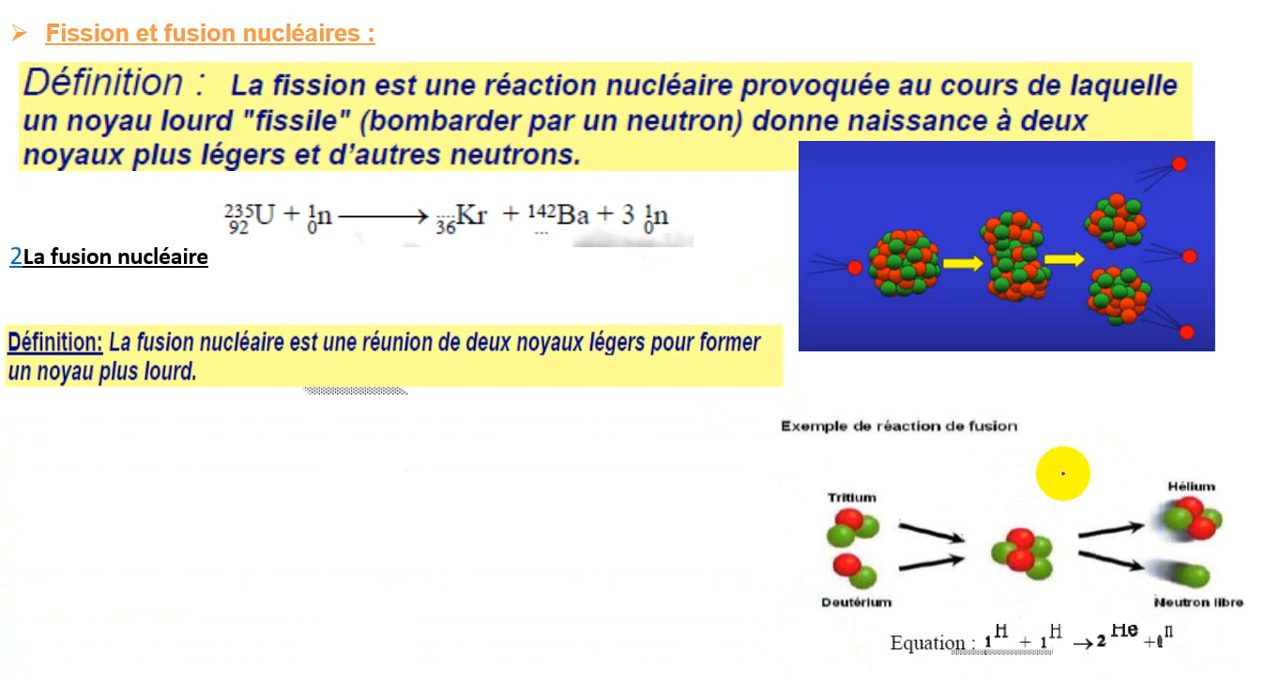 ➢ Fission et fusion nucléaires :
Définition : La fission est une réaction nucléaire provoquée au cours de laquelle
un noyau lourd "fissile" (bombarder par un neutron) donne naissance à deux
noyaux plus légers et d’autres neutrons.
²³⁵₉₂U + ¹₀n ⟶ ˙˙˙₃₆Kr + ¹⁴²...Ba + 3 ¹₀n
2La fusion nucléaire
Définition: La fusion nucléaire est une réunion de deux noyaux légers pour former
un noyau plus lourd.
Exemple de réaction de fusion
Tritium
Hélium
Deutérium
Neutron libre
Equation : ₁H + ₁H → ₂He + ₀n